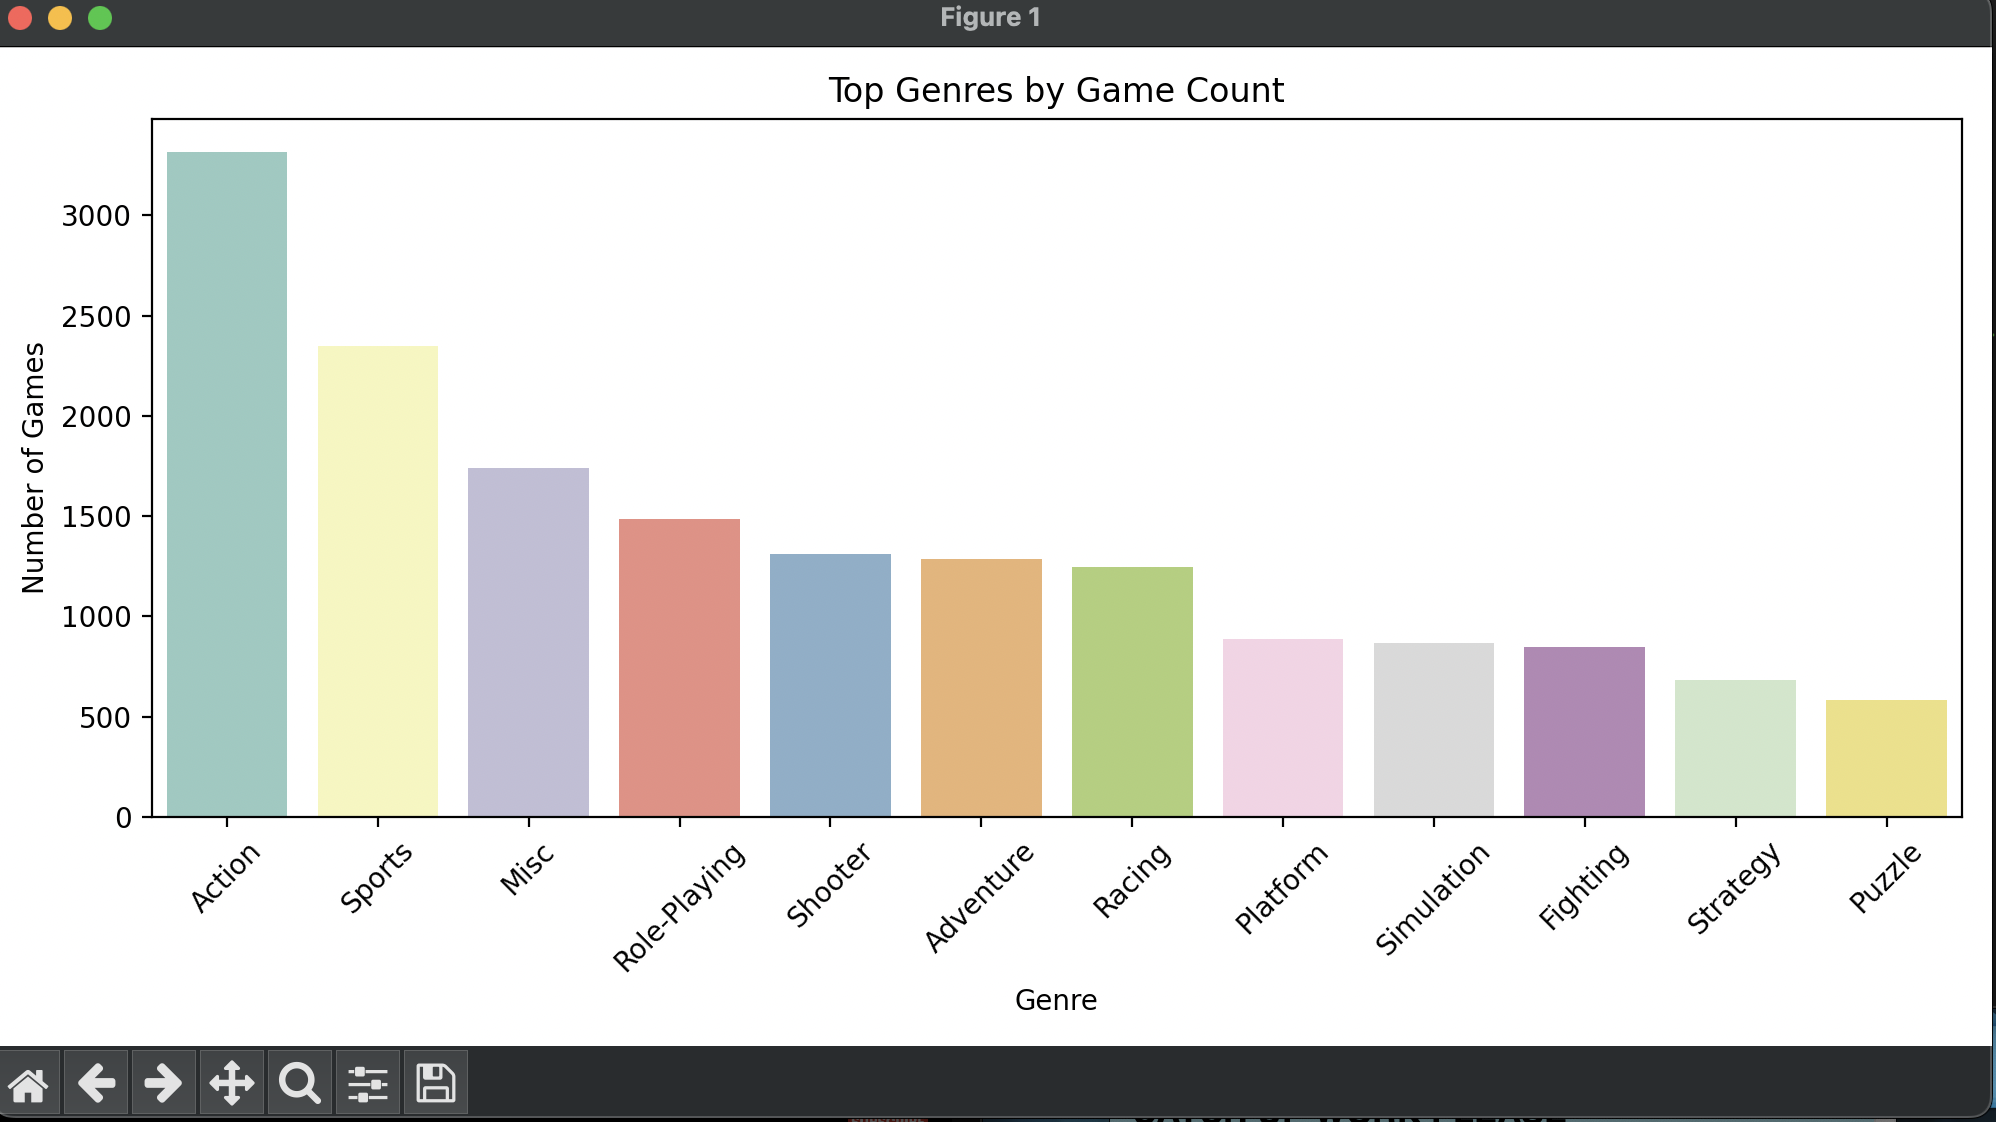 Figure 1
Top Genres by Game Count
3000
2500
2000
1500
1000
500
0
Number of Games
Action
Sports
Misc
Role-Playing
Shooter
Adventure
Racing
Platform
Simulation
Fighting
Strategy
Puzzle
Genre